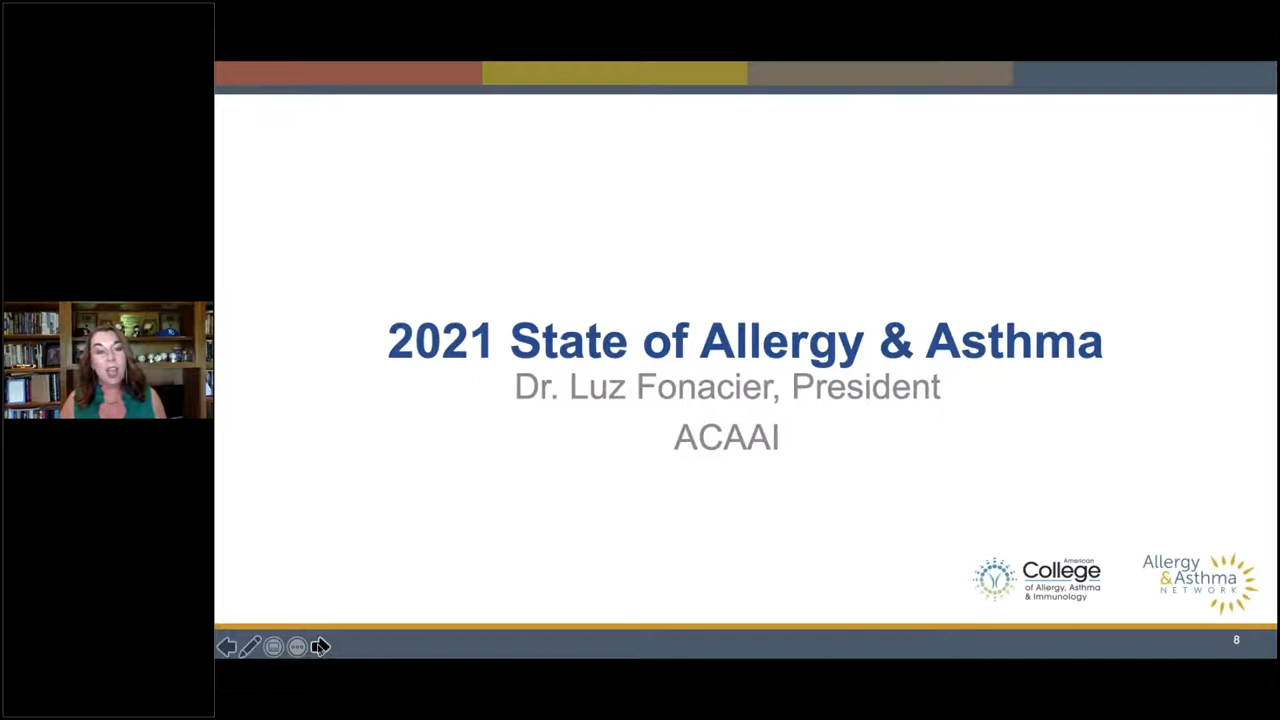 2021 State of Allergy & Asthma
Dr. Luz Fonacier, President
ACAAI
American
College
of Allergy, Asthma
& Immunology
Allergy
&Asthma
NETWORK
8